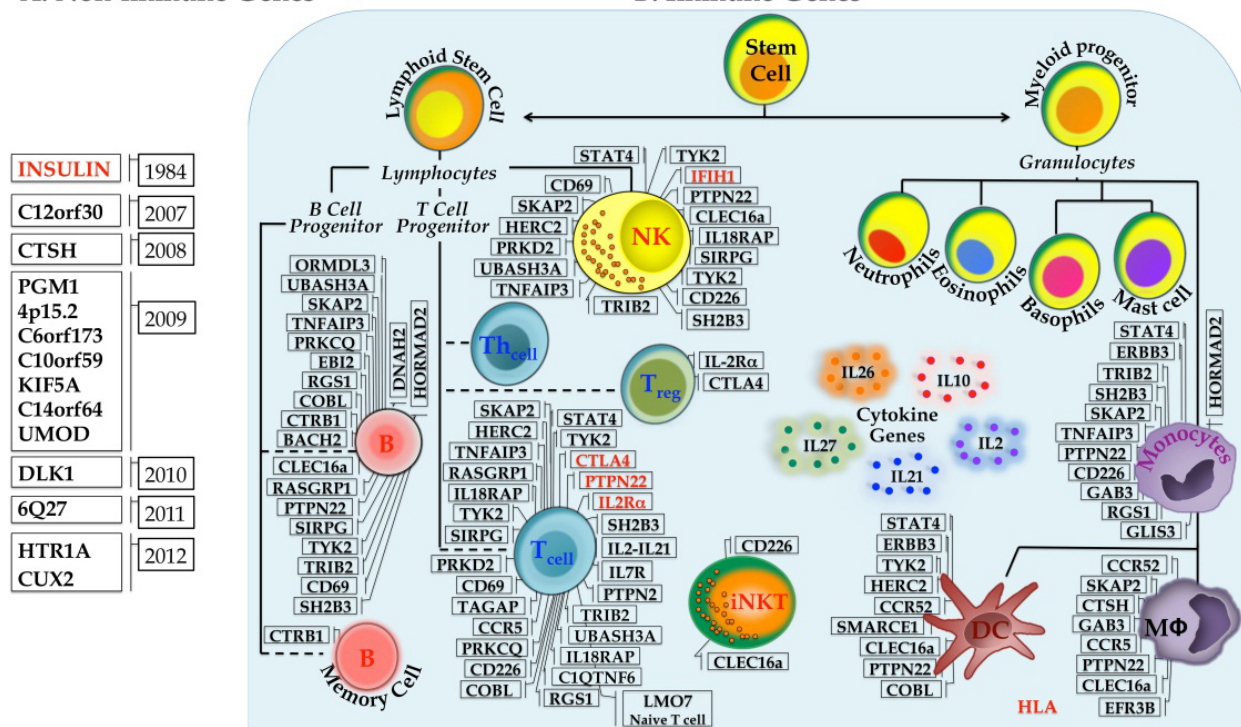 INSULIN
1984
C12orf30
2007
CTSH
2008
PGM1
4p15.2
C6orf173
C10orf59
KIF5A
C14orf64
UMOD
2009
DLK1
2010
6Q27
2011
HTR1A
CUX2
2012
Stem
Cell
Lymphoid Stem Cell
Myeloid progenitor
Lymphocytes
B Cell
Progenitor
T Cell
Progenitor
Granulocytes
Neutrophils
Eosinophils
Basophils
Mast cell
STAT4
CD69
SKAP2
HERC2
PRKD2
UBASH3A
TNFAIP3
TRIB2
NK
TYK2
IFIH1
PTPN22
CLEC16a
IL18RAP
SIRPG
TYK2
CD226
SH2B3
ORMDL3
UBASH3A
SKAP2
TNFAIP3
PRKCQ
EBI2
RGS1
COBL
CTRB1
BACH2
DNAH2
HORMAD2
B
CLEC16a
RASGRP1
PTPN22
SIRPG
TYK2
TRIB2
CD69
SH2B3
CTRB1
B
Memory Cell
Th cell
T reg
IL-2Rα
CTLA4
SKAP2
HERC2
TNFAIP3
RASGRP1
IL18RAP
TYK2
SIRPG
PRKD2
CD69
TAGAP
CCR5
PRKCQ
CD226
COBL
T cell
STAT4
TYK2
CTLA4
PTPN22
IL2Rα
SH2B3
IL2-IL21
IL7R
PTPN2
TRIB2
UBASH3A
IL18RAP
C1QTNF6
RGS1
LMO7
Naive T cell
CD226
iNKT
CLEC16a
IL26
IL10
Cytokine
Genes
IL27
IL2
IL21
STAT4
ERBB3
TRIB2
SH2B3
SKAP2
TNFAIP3
PTPN22
CD226
GAB3
RGS1
GLIS3
HORMAD2
Monocytes
STAT4
ERBB3
TYK2
HERC2
CCR52
SMARCE1
CLEC16a
PTPN22
COBL
DC
HLA
CCR52
SKAP2
CTSH
GAB3
CCR5
PTPN22
CLEC16a
EFR3B
MΦ